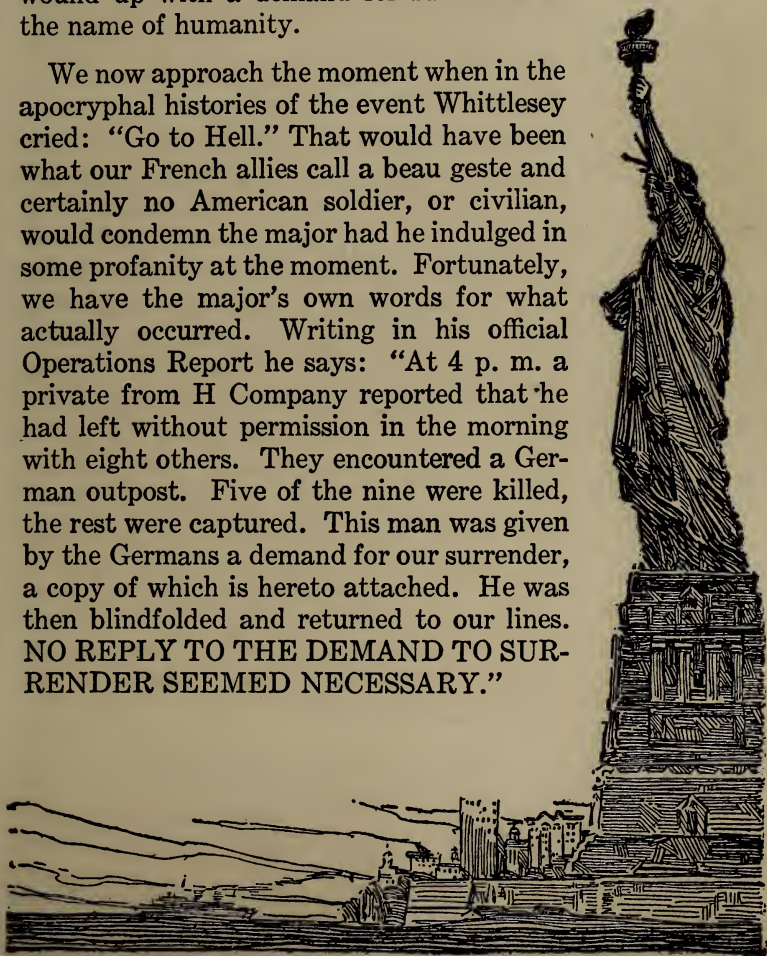 the name of humanity.
We now approach the moment when in the
apocryphal histories of the event Whittlesey
cried: "Go to Hell." That would have been
what our French allies call a beau geste and
certainly no American soldier, or civilian,
would condemn the major had he indulged in
some profanity at the moment. Fortunately,
we have the major's own words for what
actually occurred. Writing in his official
Operations Report he says: "At 4 p. m. a
private from H Company reported that he
had left without permission in the morning
with eight others. They encountered a Ger-
man outpost. Five of the nine were killed,
the rest were captured. This man was given
by the Germans a demand for our surrender,
a copy of which is hereto attached. He was
then blindfolded and returned to our lines.
NO REPLY TO THE DEMAND TO SUR-
RENDER SEEMED NECESSARY."